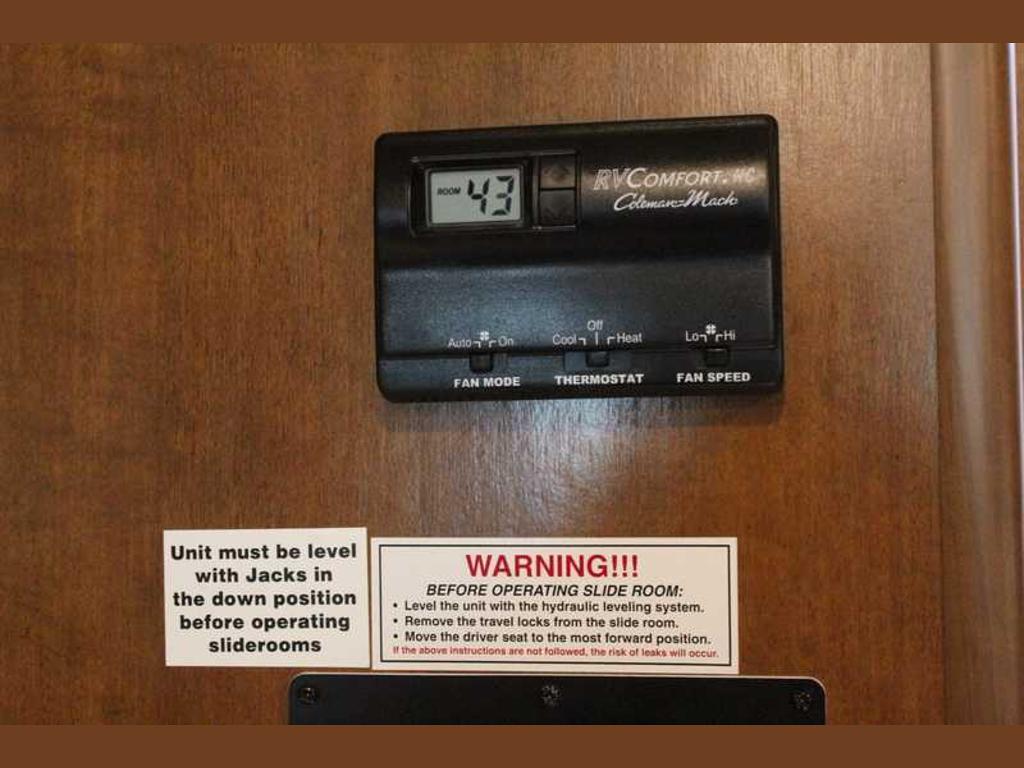 ROOM 43
RVCOMFORT.HC
Coleman-Mach
Auto On
Cool Off Heat
Lo Hi
FAN MODE THERMOSTAT FAN SPEED
Unit must be level
with Jacks in
the down position
before operating
sliderooms
WARNING!!!
BEFORE OPERATING SLIDE ROOM:
• Level the unit with the hydraulic leveling system.
• Remove the travel locks from the slide room.
• Move the driver seat to the most forward position.
If the above instructions are not followed, the risk of leaks will occur.